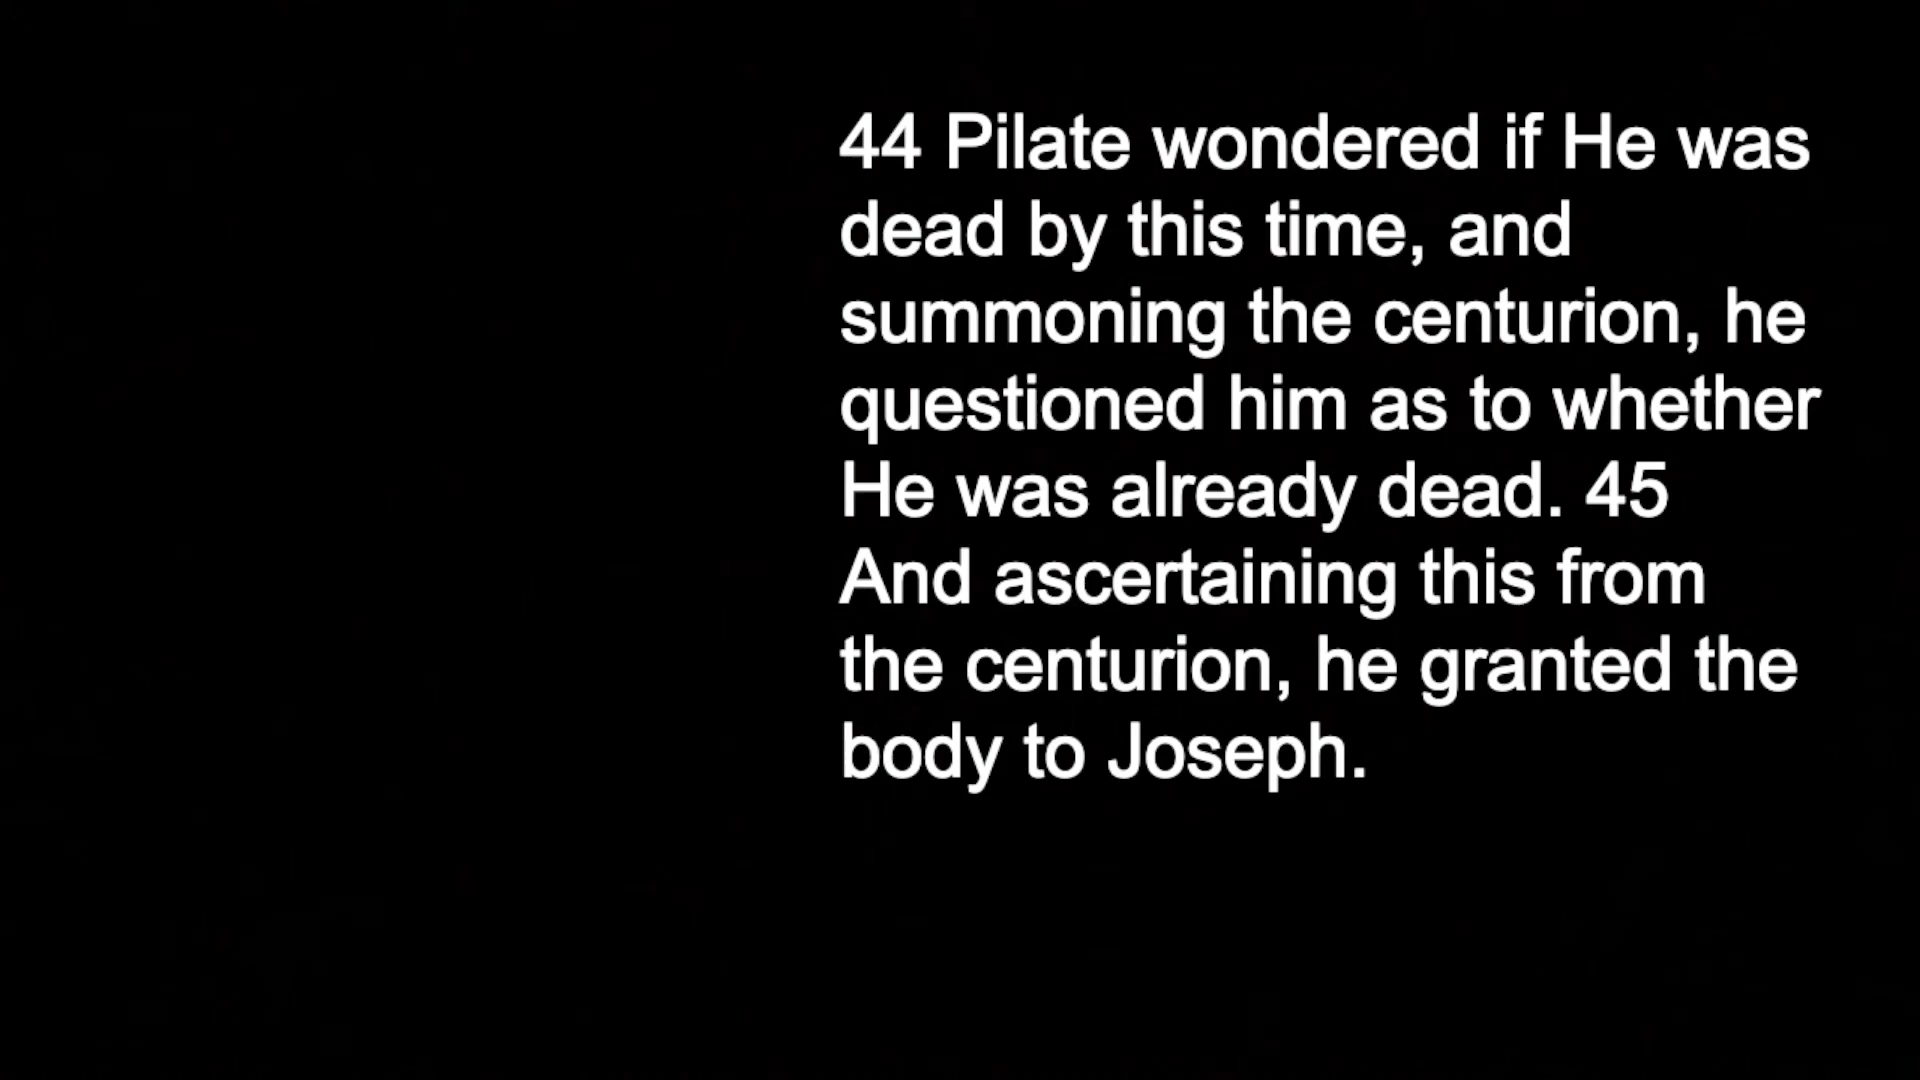 44 Pilate wondered if He was
dead by this time, and
summoning the centurion, he
questioned him as to whether
He was already dead. 45
And ascertaining this from
the centurion, he granted the
body to Joseph.